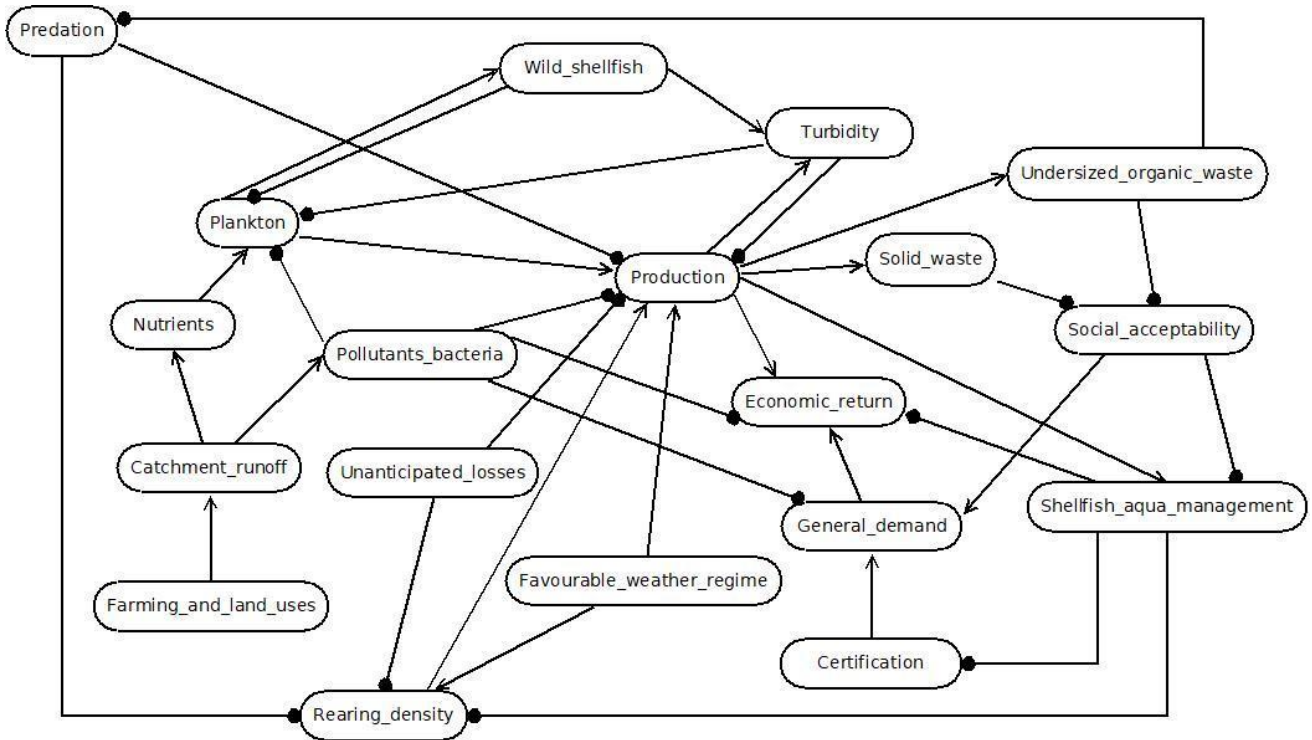 Predation
Wild_shellfish
Turbidity
Undersized_organic_waste
Plankton
Solid_waste
Production
Nutrients
Social_acceptability
Pollutants_bacteria
Economic_return
Catchment_runoff
Unanticipated_losses
Shellfish_aqua_management
General_demand
Favourable_weather_regime
Farming_and_land_uses
Certification
Rearing_density